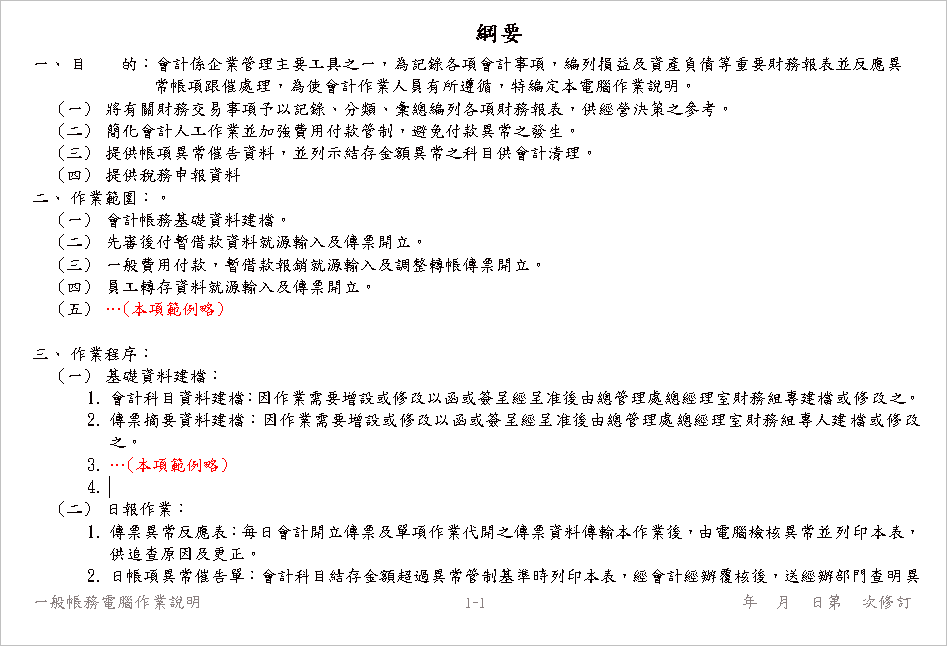 綱要
一、 目 的：會計係企業管理主要工具之一，為記錄各項會計事項，編列損益及資產負債等重要財務報表並反應異
常帳項跟催處理，為使會計作業人員有所遵循，特編定本電腦作業說明。
(一) 將有關財務交易事項予以記錄、分類、彙總編列各項財務報表，供經營決策之參考。
(二) 簡化會計人工作業並加強費用付款管制，避免付款異常之發生。
(三) 提供帳項異常催告資料，並列示結存金額異常之科目供會計清理。
(四) 提供稅務申報資料
二、 作業範圍：。
(一) 會計帳務基礎資料建檔。
(二) 先審後付暫借款資料就源輸入及傳票開立。
(三) 一般費用付款，暫借款報銷就源輸入及調整轉帳傳票開立。
(四) 員工轉存資料就源輸入及傳票開立。
(五) …(本項範例略)
三、 作業程序：
(一) 基礎資料建檔：
1. 會計科目資料建檔：因作業需要增設或修改以函或簽呈經呈准後由總管理處總經理室財務組專建檔或修改之。
2. 傳票摘要資料建檔：因作業需要增設或修改以函或簽呈經呈准後由總管理處總經理室財務組專人建檔或修改
之。
3. …(本項範例略)
4.
(二) 日報作業：
1. 傳票異常反應表：每日會計開立傳票及單項作業代開之傳票資料傳輸本作業後，由電腦檢核異常並列印本表，
供追查原因及更正。
2. 日帳項異常催告單：會計科目結存金額超過異常管制基準時列印本表，經會計經辦覆核後，送經辦部門查明異
一般帳務電腦作業說明 1-1 年 月 日第 次修訂